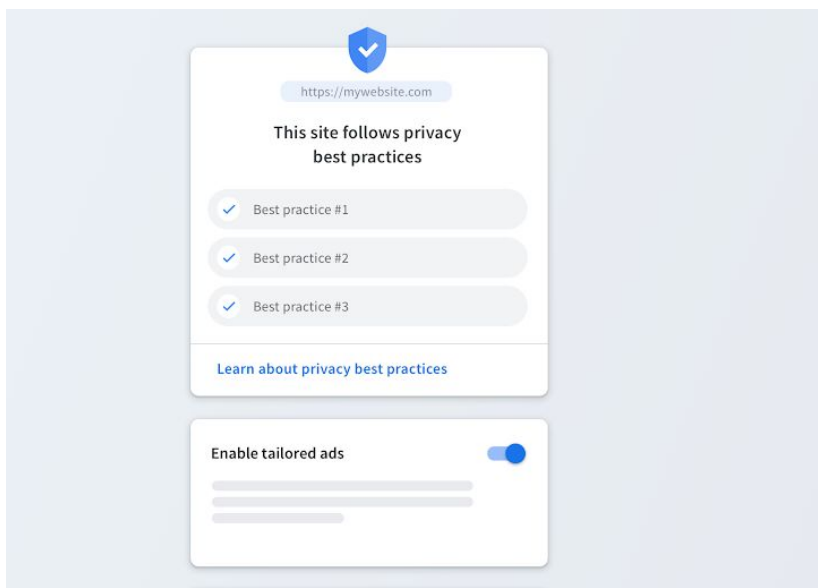 https://mywebsite.com
This site follows privacy
best practices
Best practice #1
Best practice #2
Best practice #3
Learn about privacy best practices
Enable tailored ads